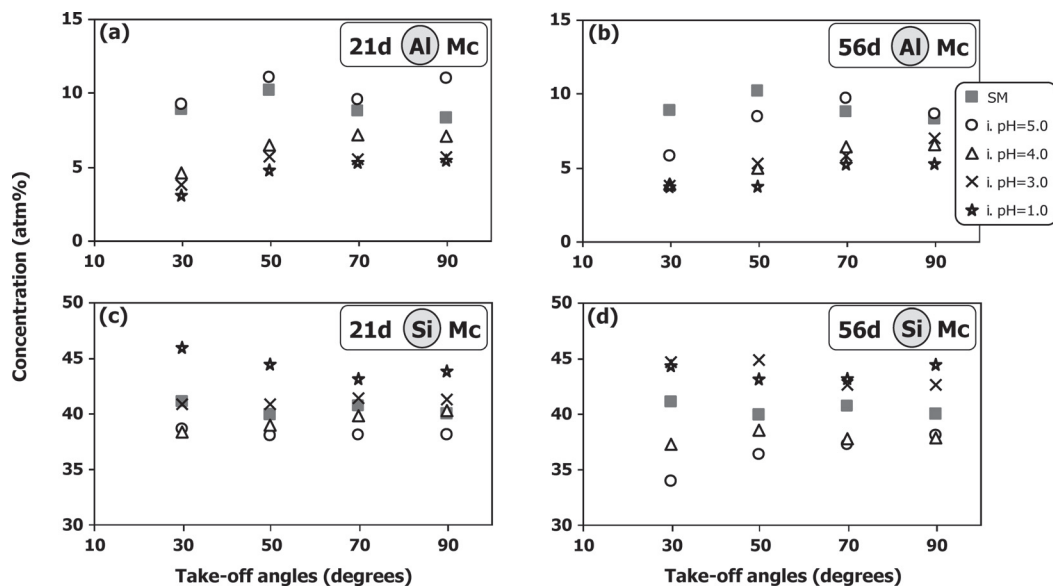 (a)
21d Al Mc
15
10
5
0
10 30 50 70 90
(b)
56d Al Mc
15
10
5
0
10 30 50 70 90
SM
i. pH=5.0
i. pH=4.0
i. pH=3.0
i. pH=1.0
Concentration (atm%)
(c)
21d Si Mc
50
45
40
35
30
10 30 50 70 90
Take-off angles (degrees)
(d)
56d Si Mc
50
45
40
35
30
10 30 50 70 90
Take-off angles (degrees)